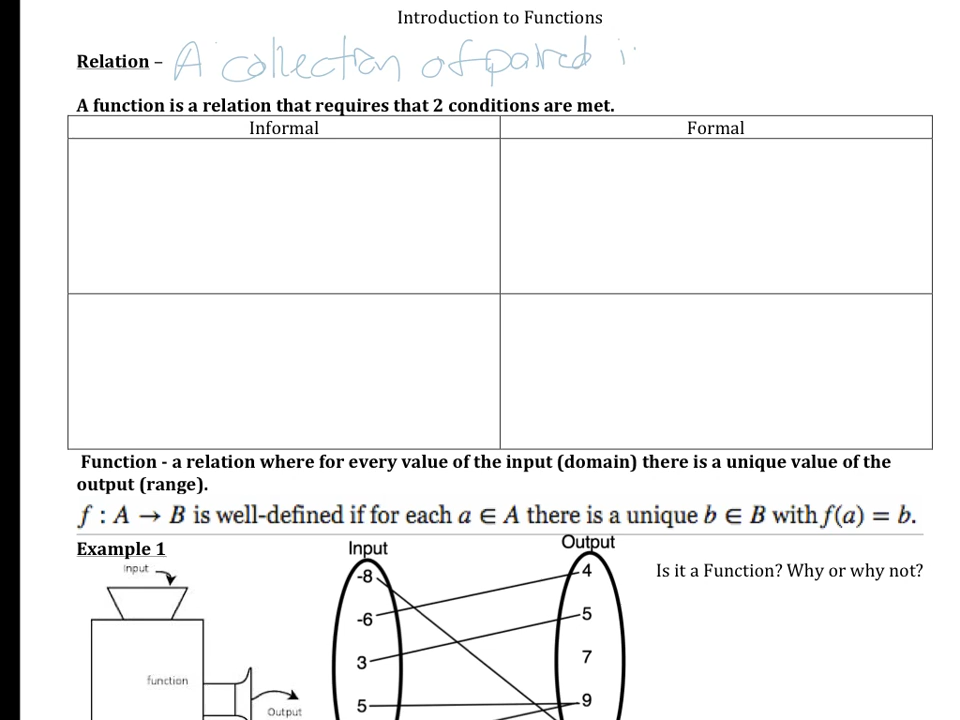 Introduction to Functions
Relation – A collection of paired i
A function is a relation that requires that 2 conditions are met.
Informal Formal
Function - a relation where for every value of the input (domain) there is a unique value of the
output (range).
f : A → B is well-defined if for each a ∈ A there is a unique b ∈ B with f(a) = b.
Example 1
Input
Output
Is it a Function? Why or why not?
Input
function
Output
-8
-6
3
5
4
5
7
9